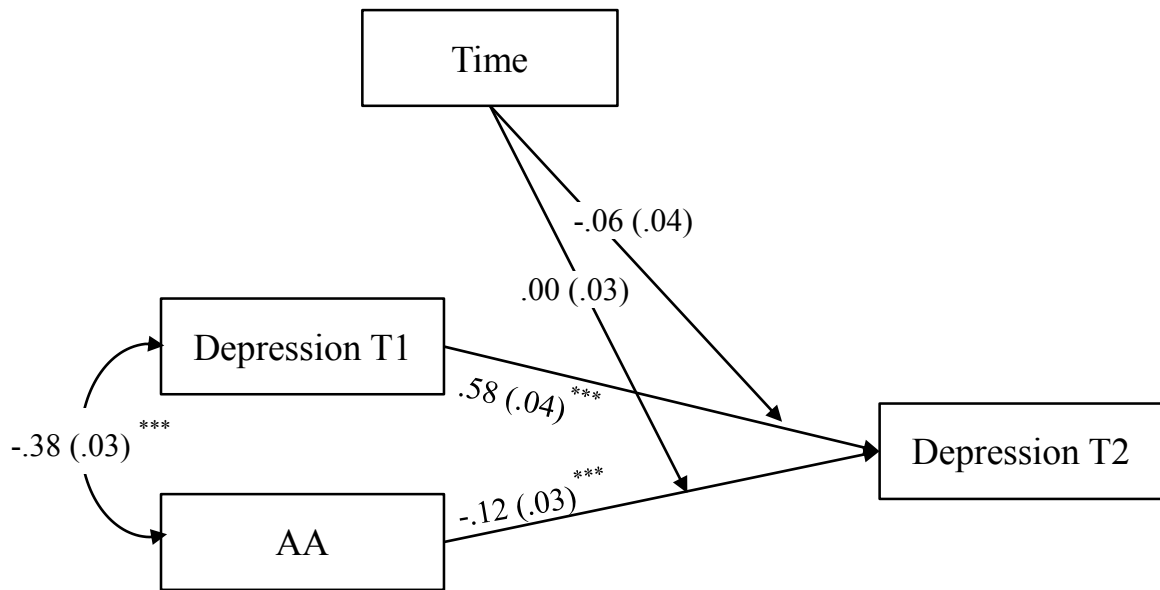 Time
-.06 (.04)
.00 (.03)
Depression T1
.58 (.04)***
-.38 (.03) ***
Depression T2
-.12 (.03)***
AA